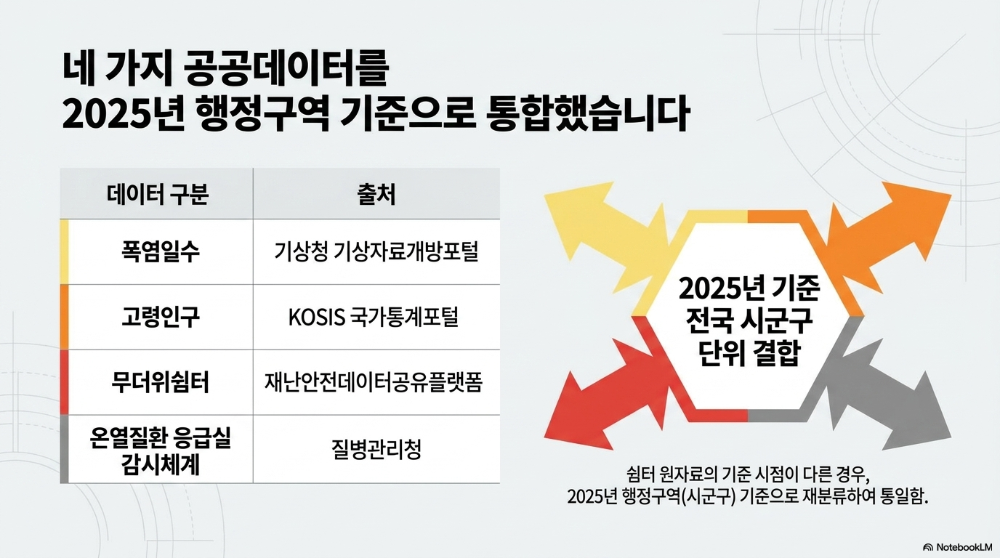 네 가지 공공데이터를
2025년 행정구역 기준으로 통합했습니다
데이터 구분
출처
폭염일수
기상청 기상자료개방포털
고령인구
KOSIS 국가통계포털
무더위쉼터
재난안전데이터공유플랫폼
온열질환 응급실
감시체계
질병관리청
2025년 기준
전국 시군구
단위 결합
쉼터 원자료의 기준 시점이 다른 경우,
2025년 행정구역(시군구) 기준으로 재분류하여 통일함.
NotebookLM